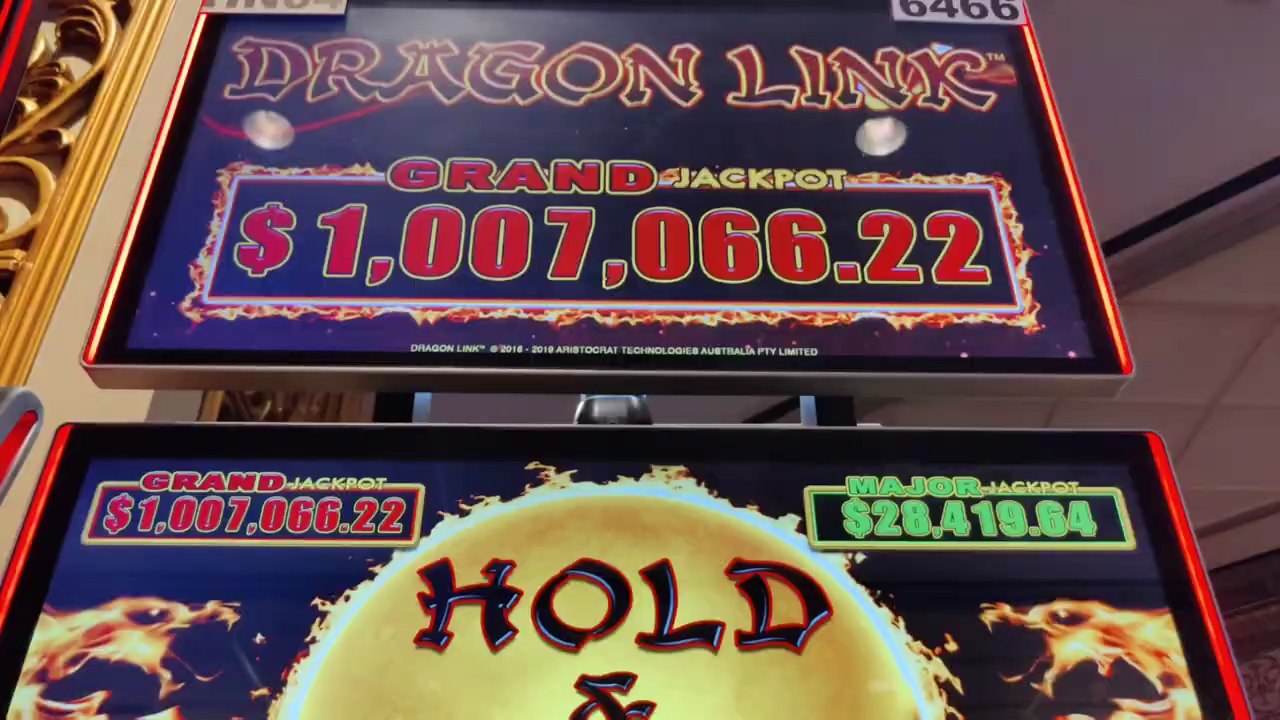 6466
DRAGON LINK™
GRAND JACKPOT
$1,007,066.22
DRAGON LINK™ © 2016 - 2019 ARISTOCRAT TECHNOLOGIES AUSTRALIA PTY LIMITED
GRAND JACKPOT
$1,007,066.22
MAJOR JACKPOT
$28,419.64
HOLD
&